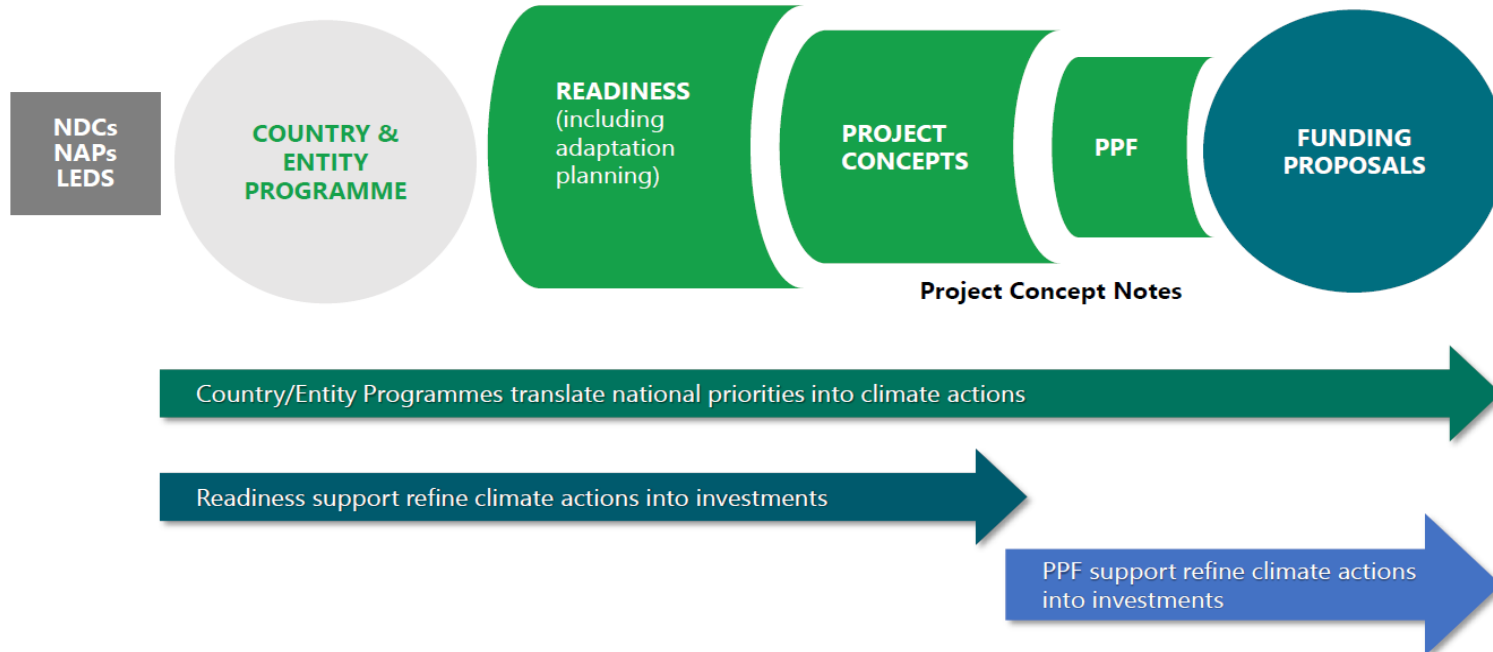 NDCs
NAPs
LEDS
COUNTRY &
ENTITY
PROGRAMME
READINESS
(including
adaptation
planning)
PROJECT
CONCEPTS
PPF
FUNDING
PROPOSALS
Project Concept Notes
Country/Entity Programmes translate national priorities into climate actions
Readiness support refine climate actions into investments
PPF support refine climate actions
into investments